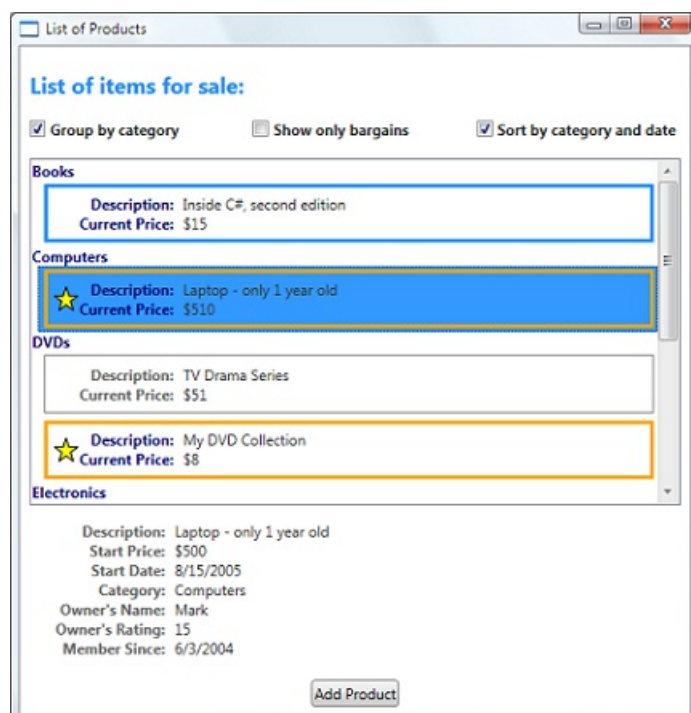 List of Products
List of items for sale:
Group by category Show only bargains Sort by category and date
Books
Description: Inside C#, second edition
Current Price: $15
Computers
Description: Laptop - only 1 year old
Current Price: $510
DVDs
Description: TV Drama Series
Current Price: $51
Description: My DVD Collection
Current Price: $8
Electronics
Description: Laptop - only 1 year old
Start Price: $500
Start Date: 8/15/2005
Category: Computers
Owner's Name: Mark
Owner's Rating: 15
Member Since: 6/3/2004
Add Product